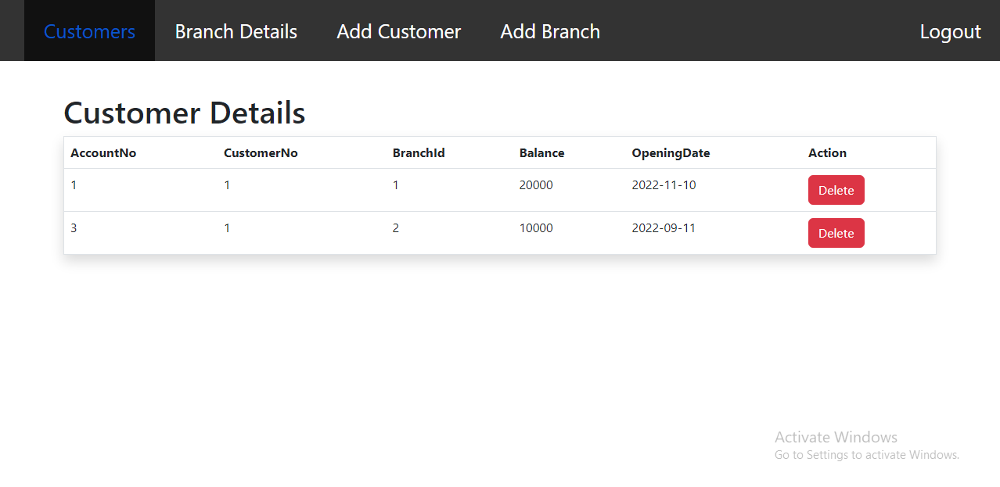 Customers Branch Details Add Customer Add Branch Logout
Customer Details
AccountNo CustomerNo BranchId Balance OpeningDate Action
1 1 1 20000 2022-11-10 Delete
3 1 2 10000 2022-09-11 Delete
Activate Windows
Go to Settings to activate Windows.